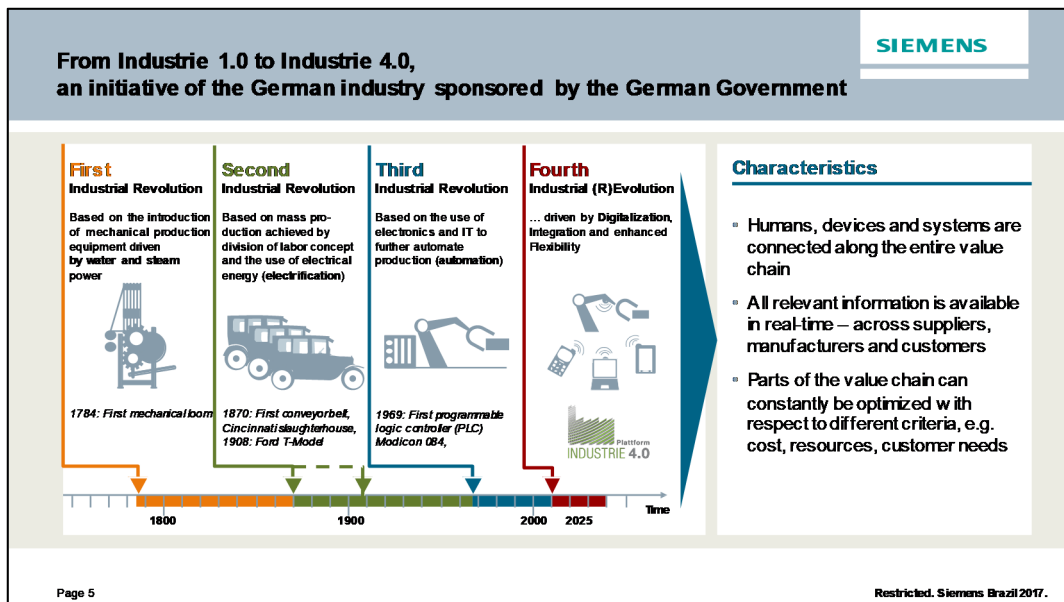 From Industrie 1.0 to Industrie 4.0,
an initiative of the German industry sponsored by the German Government
SIEMENS
First
Industrial Revolution
Based on the introduction
of mechanical production
equipment driven
by water and steam
power
1784: First mechanical loom
Second
Industrial Revolution
Based on mass pro-
duction achieved by
division of labor concept
and the use of electrical
energy (electrification)
1870: First conveyor belt,
Cincinnati slaughterhouse,
1908: Ford T-Model
Third
Industrial Revolution
Based on the use of
electronics and IT to
further automate
production (automation)
1969: First programmable
logic controller (PLC)
Modicon 084,
Fourth
Industrial (R)Evolution
... driven by Digitalization,
Integration and enhanced
Flexibility
Plattform
INDUSTRIE 4.0
1800
1900
2000
2025
Time
Characteristics
▪ Humans, devices and systems are
connected along the entire value
chain
▪ All relevant information is available
in real-time – across suppliers,
manufacturers and customers
▪ Parts of the value chain can
constantly be optimized with
respect to different criteria, e.g.
cost, resources, customer needs
Page 5
Restricted. Siemens Brazil 2017.